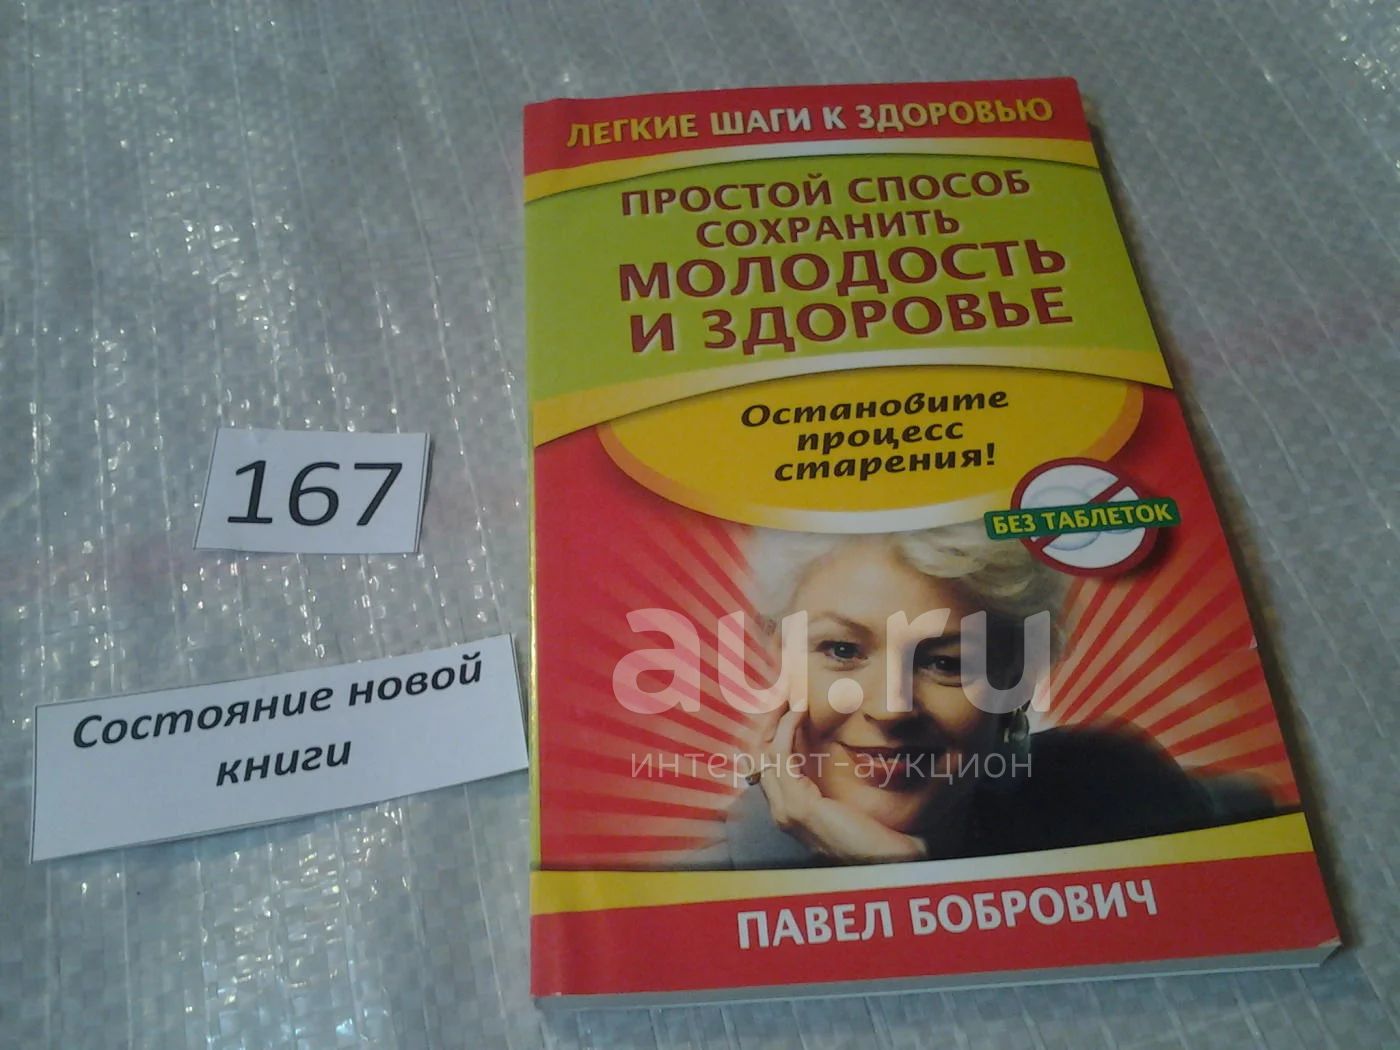 ЛЕГКИЕ ШАГИ К ЗДОРОВЬЮ
ПРОСТОЙ СПОСОБ
СОХРАНИТЬ
МОЛОДОСТЬ
И ЗДОРОВЬЕ
Остановите
процесс
старения!
БЕЗ ТАБЛЕТОК
167
Состояние новой
книги
au.ru
интернет-аукцион
ПАВЕЛ БОБРОВИЧ